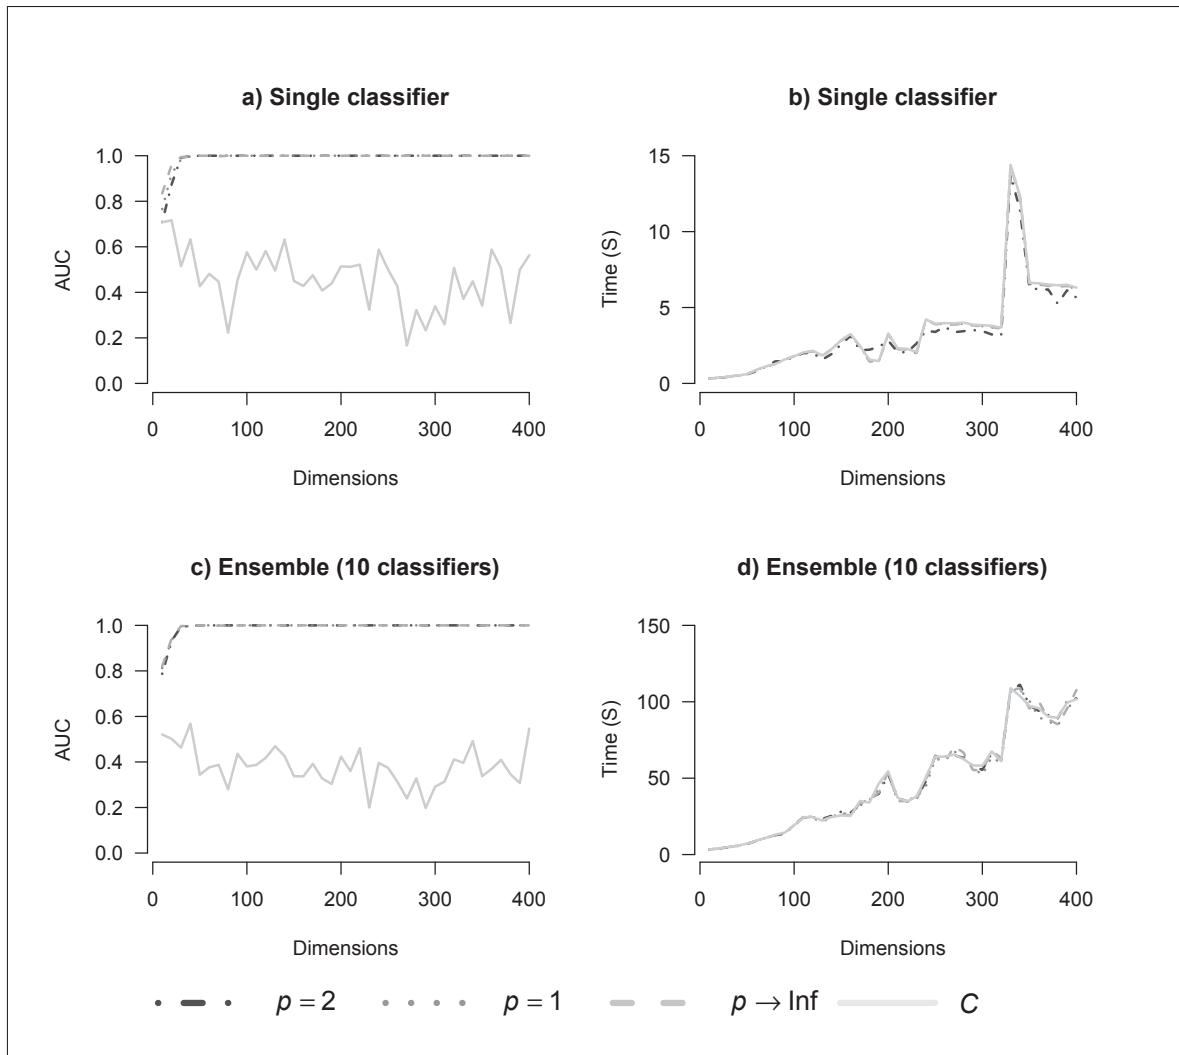 a) Single classifier
AUC
1.0
0.8
0.6
0.4
0.2
0.0
0 100 200 300 400
Dimensions
b) Single classifier
Time (S)
15
10
5
0
0 100 200 300 400
Dimensions
c) Ensemble (10 classifiers)
AUC
1.0
0.8
0.6
0.4
0.2
0.0
0 100 200 300 400
Dimensions
d) Ensemble (10 classifiers)
Time (S)
150
100
50
0
0 100 200 300 400
Dimensions
p = 2 p = 1 p → Inf C